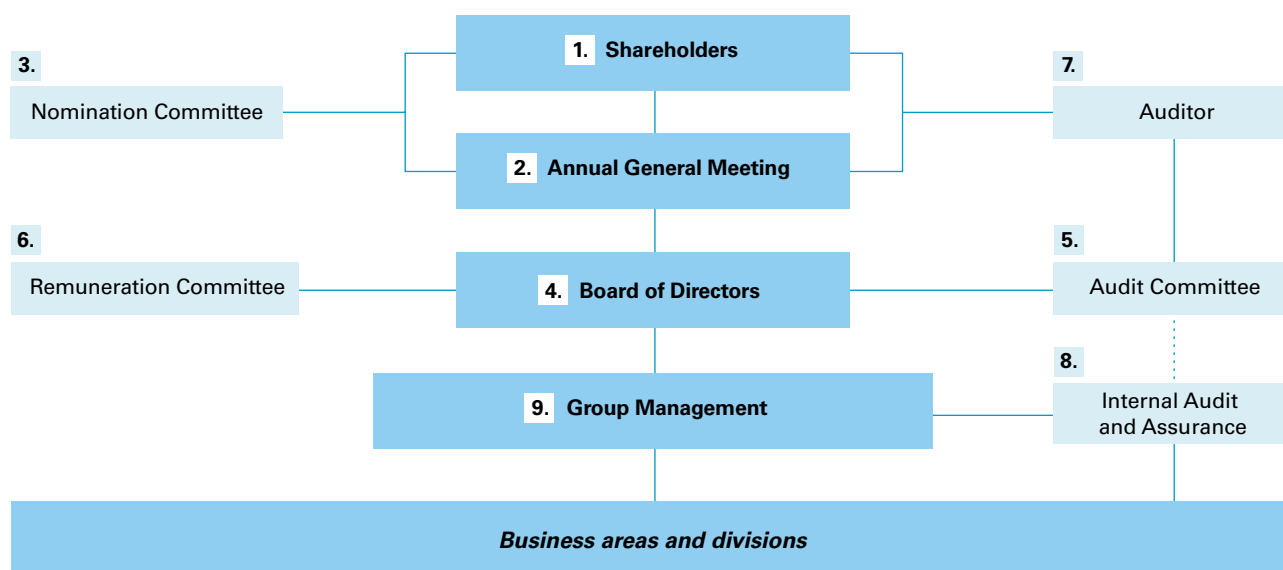 1. Shareholders
3.
Nomination Committee
7.
Auditor
2. Annual General Meeting
6.
Remuneration Committee
4. Board of Directors
5.
Audit Committee
8.
9. Group Management
Internal Audit
and Assurance
Business areas and divisions